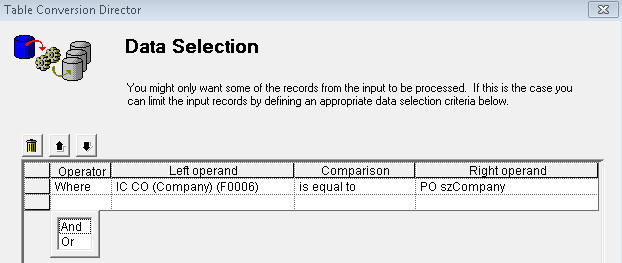 Table Conversion Director
Data Selection
You might only want some of the records from the input to be processed. If this is the case you
can limit the input records by defining an appropriate data selection criteria below.
Operator Left operand Comparison Right operand
Where IC CO (Company) (F0006) is equal to PO szCompany
And
Or